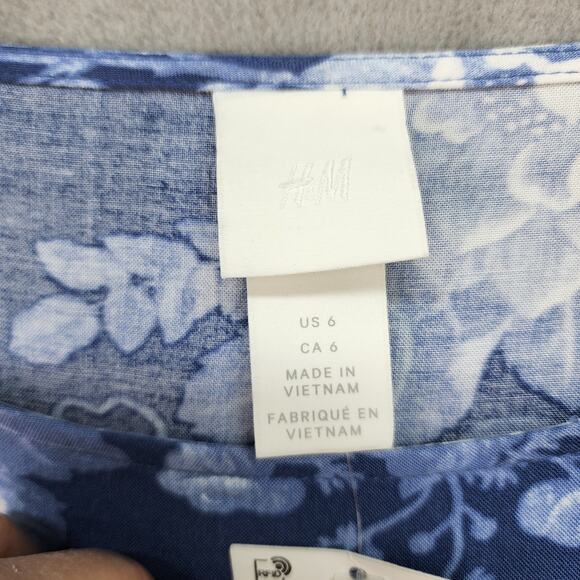 H&M
US 6
CA 6
MADE IN
VIETNAM
FABRIQUÉ EN
VIETNAM